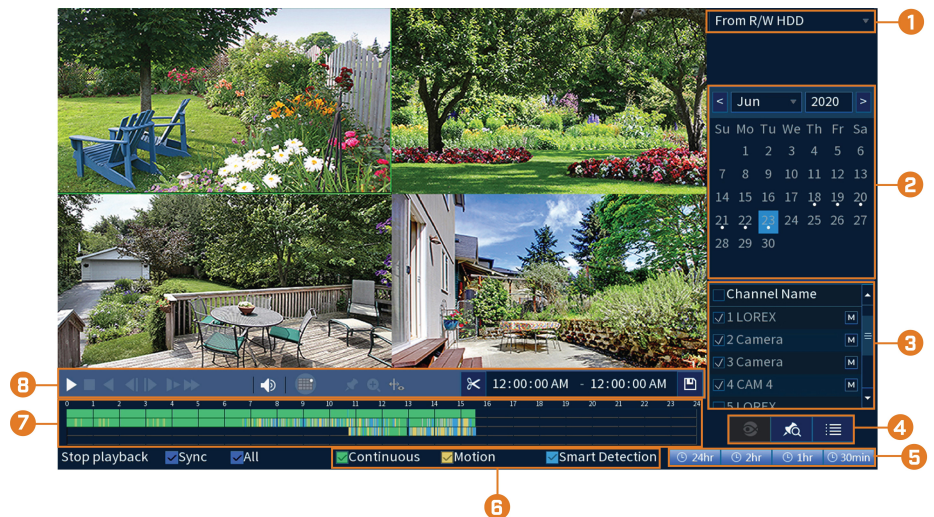 From R/W HDD
1
< Jun 2020 >
Su Mo Tu We Th Fr Sa
1 2 3 4 5 6
7 8 9 10 11 12 13
14 15 16 17 18 19 20
21 22 23 24 25 26 27
28 29 30
2
Channel Name
1 LOREX M
2 Camera M
3 Camera M
4 CAM 4 M
5 LOREX
3
4
8
12:00:00 AM - 12:00:00 AM
0 1 2 3 4 5 6 7 8 9 10 11 12 13 14 15 16 17 18 19 20 21 22 23 24
7
Stop playback Sync All Continuous Motion Smart Detection
24hr 2hr 1hr 30min
5
6